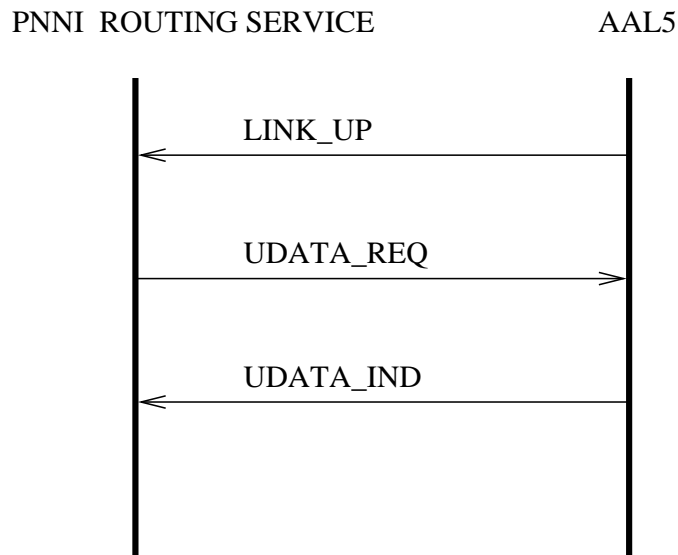 PNNI ROUTING SERVICE
AAL5
LINK_UP
UDATA_REQ
UDATA_IND